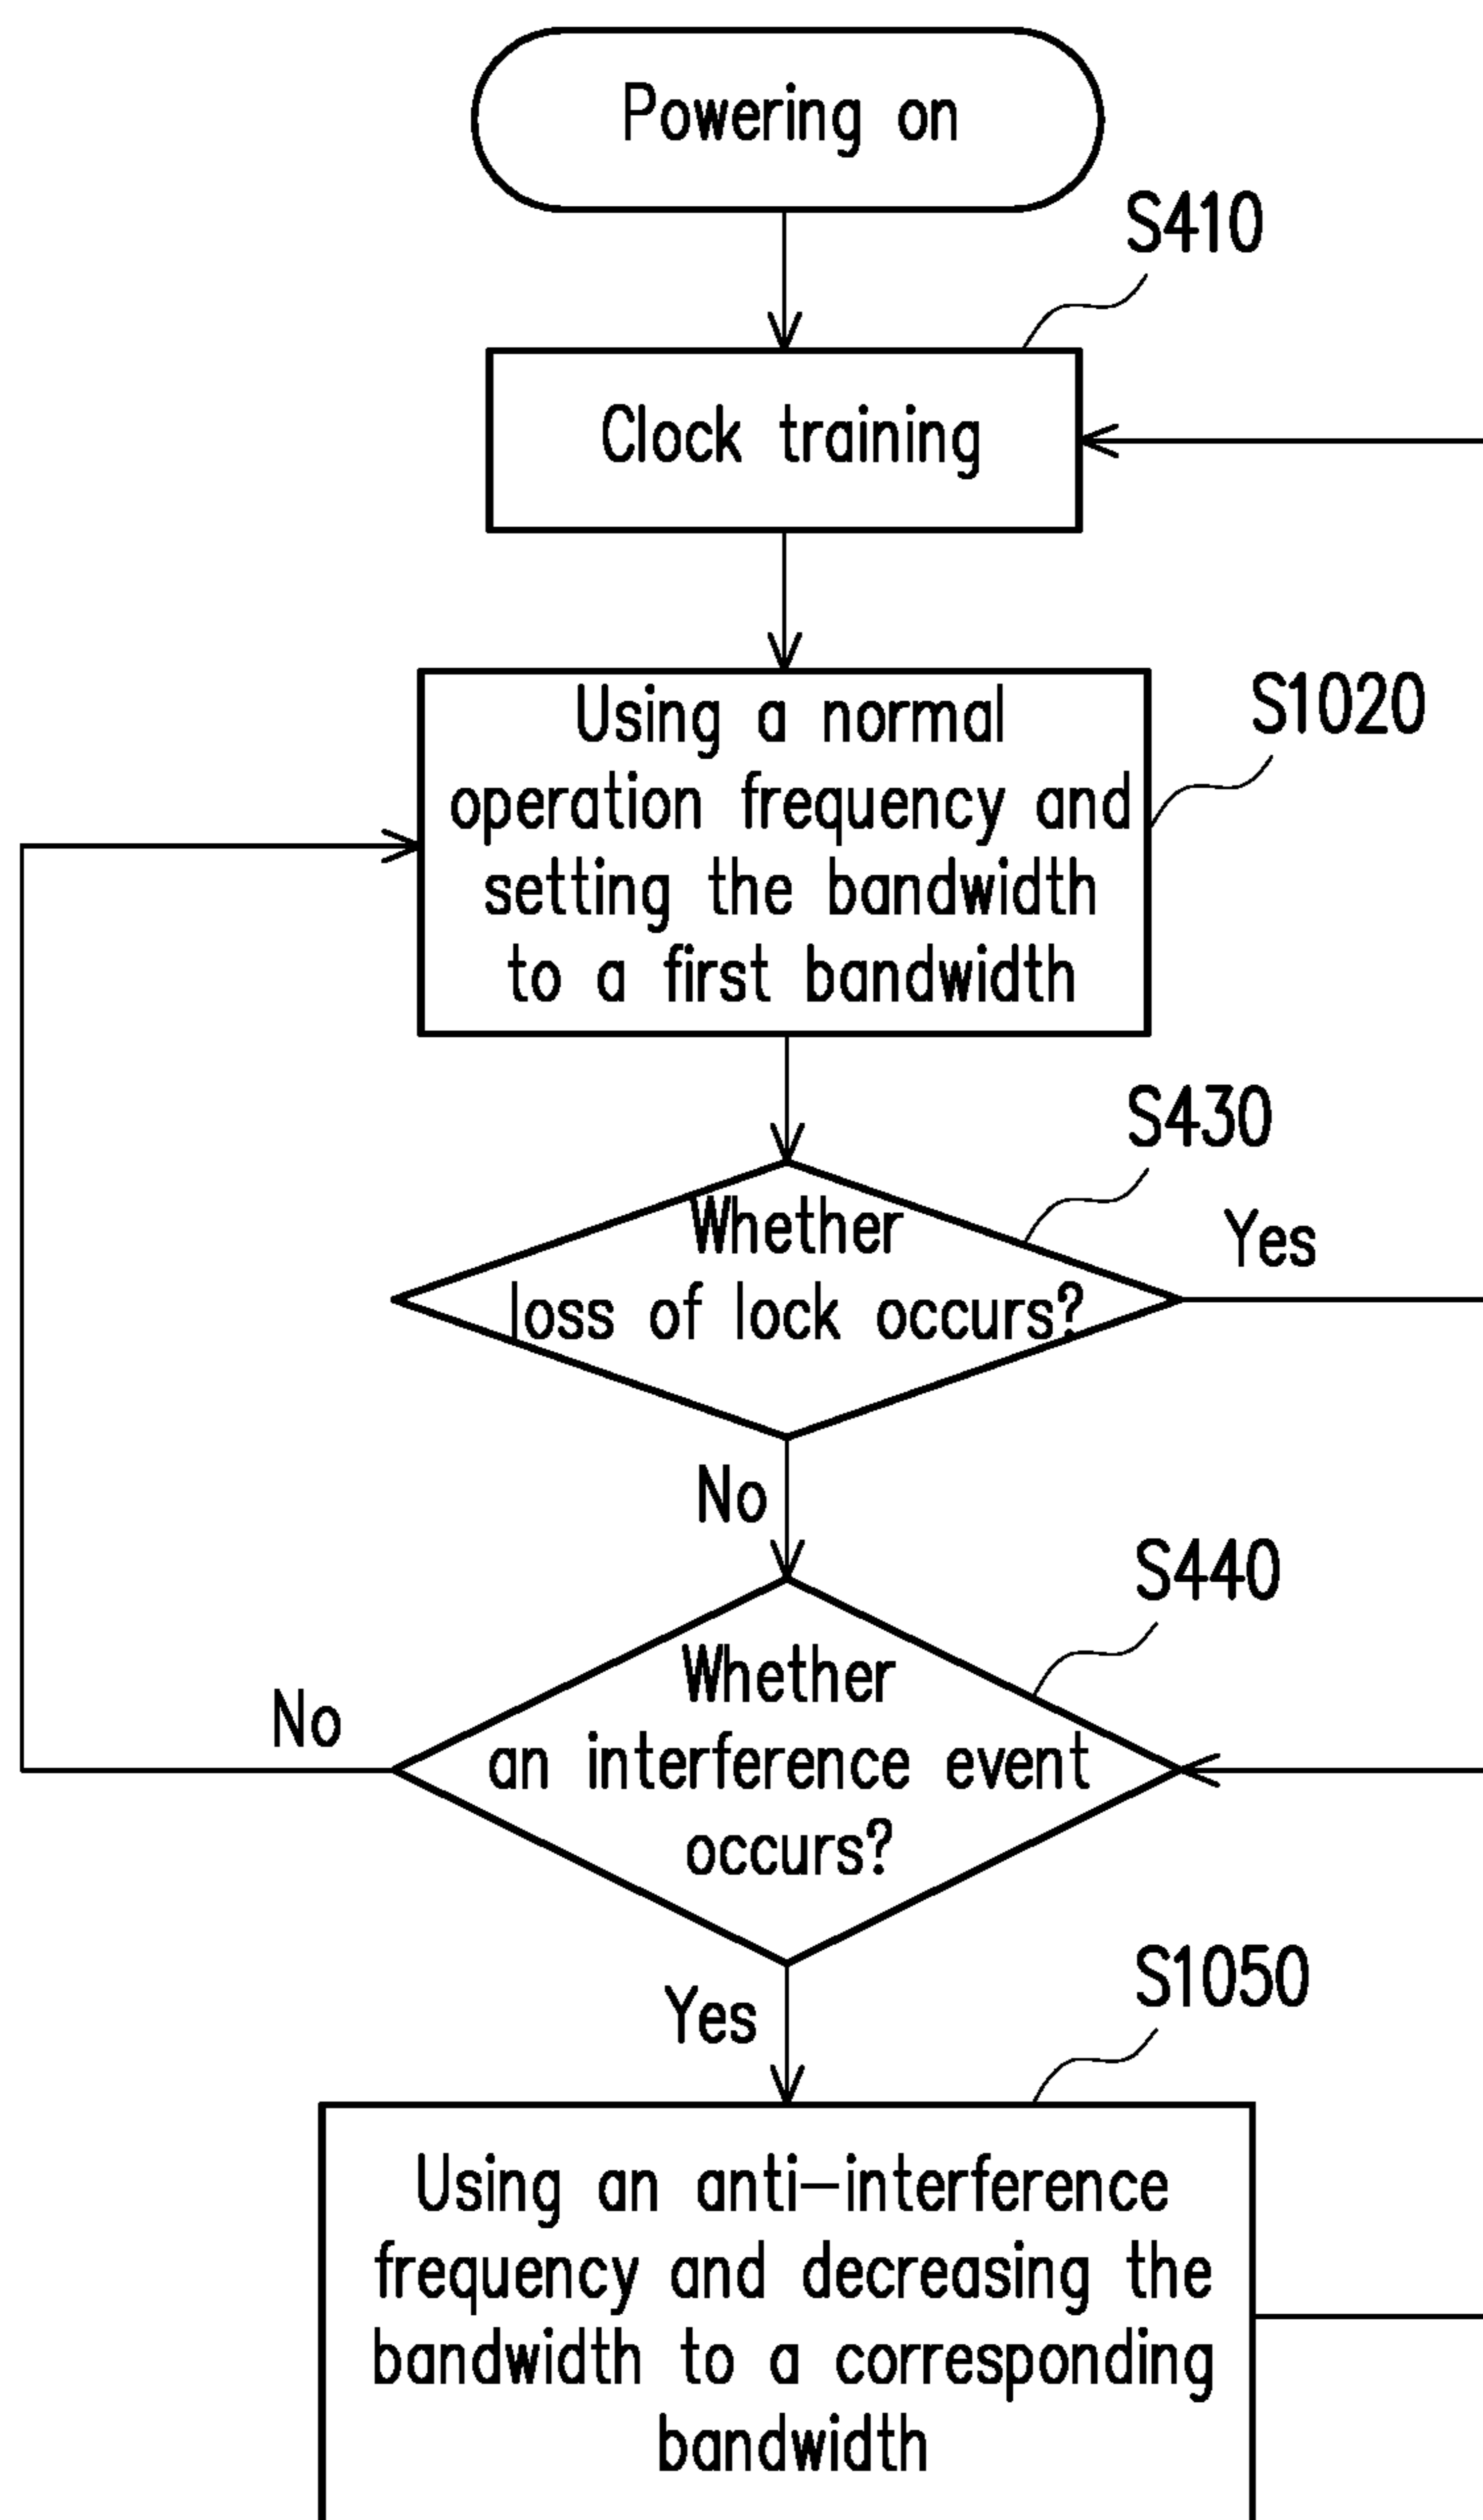 Powering on
S410
Clock training
S1020
Using a normal
operation frequency and
setting the bandwidth
to a first bandwidth
S430
Whether
loss of lock occurs?
Yes
No
S440
Whether
an interference event
occurs?
No
Yes
S1050
Using an anti-interference
frequency and decreasing the
bandwidth to a corresponding
bandwidth